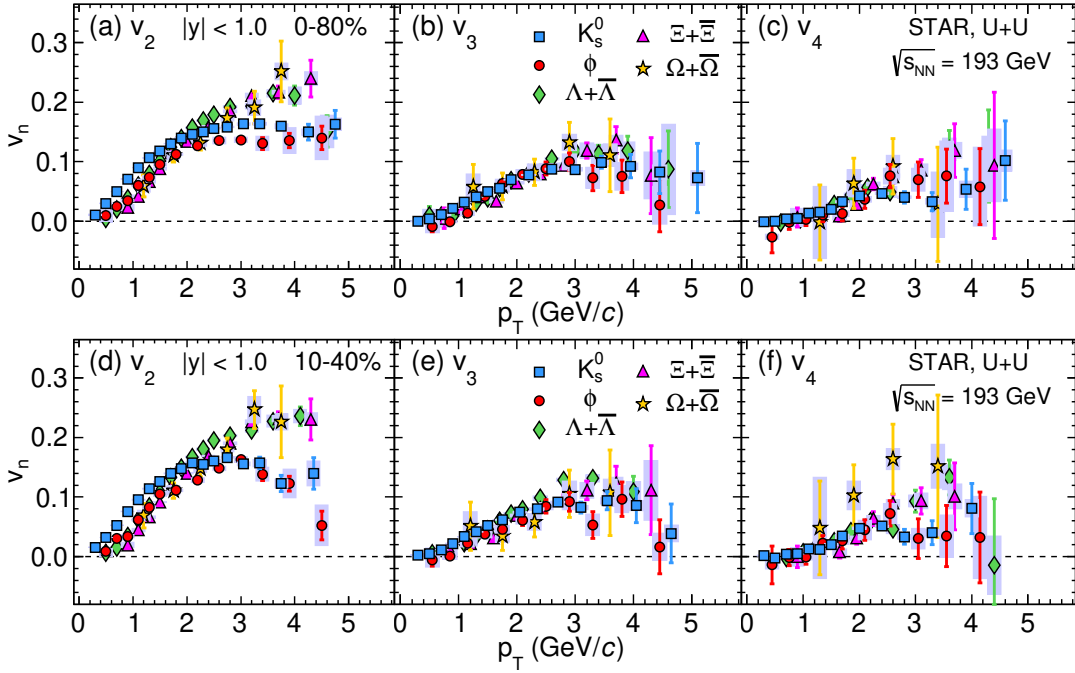 (a) v₂ |y| < 1.0 0-80%
(b) v₃
K⁰ₛ
ϕ
Λ+Λ̅
Ξ+Ξ̅
Ω+Ω̅
(c) v₄ STAR, U+U
√sNN = 193 GeV
vₙ
0.3
0.2
0.1
0.0
0 1 2 3 4 5
0 1 2 3 4 5
0 1 2 3 4 5
p_T (GeV/c)
(d) v₂ |y| < 1.0 10-40%
(e) v₃
K⁰ₛ
ϕ
Λ+Λ̅
Ξ+Ξ̅
Ω+Ω̅
(f) v₄ STAR, U+U
√sNN = 193 GeV
vₙ
0.3
0.2
0.1
0.0
0 1 2 3 4 5
0 1 2 3 4 5
0 1 2 3 4 5
p_T (GeV/c)